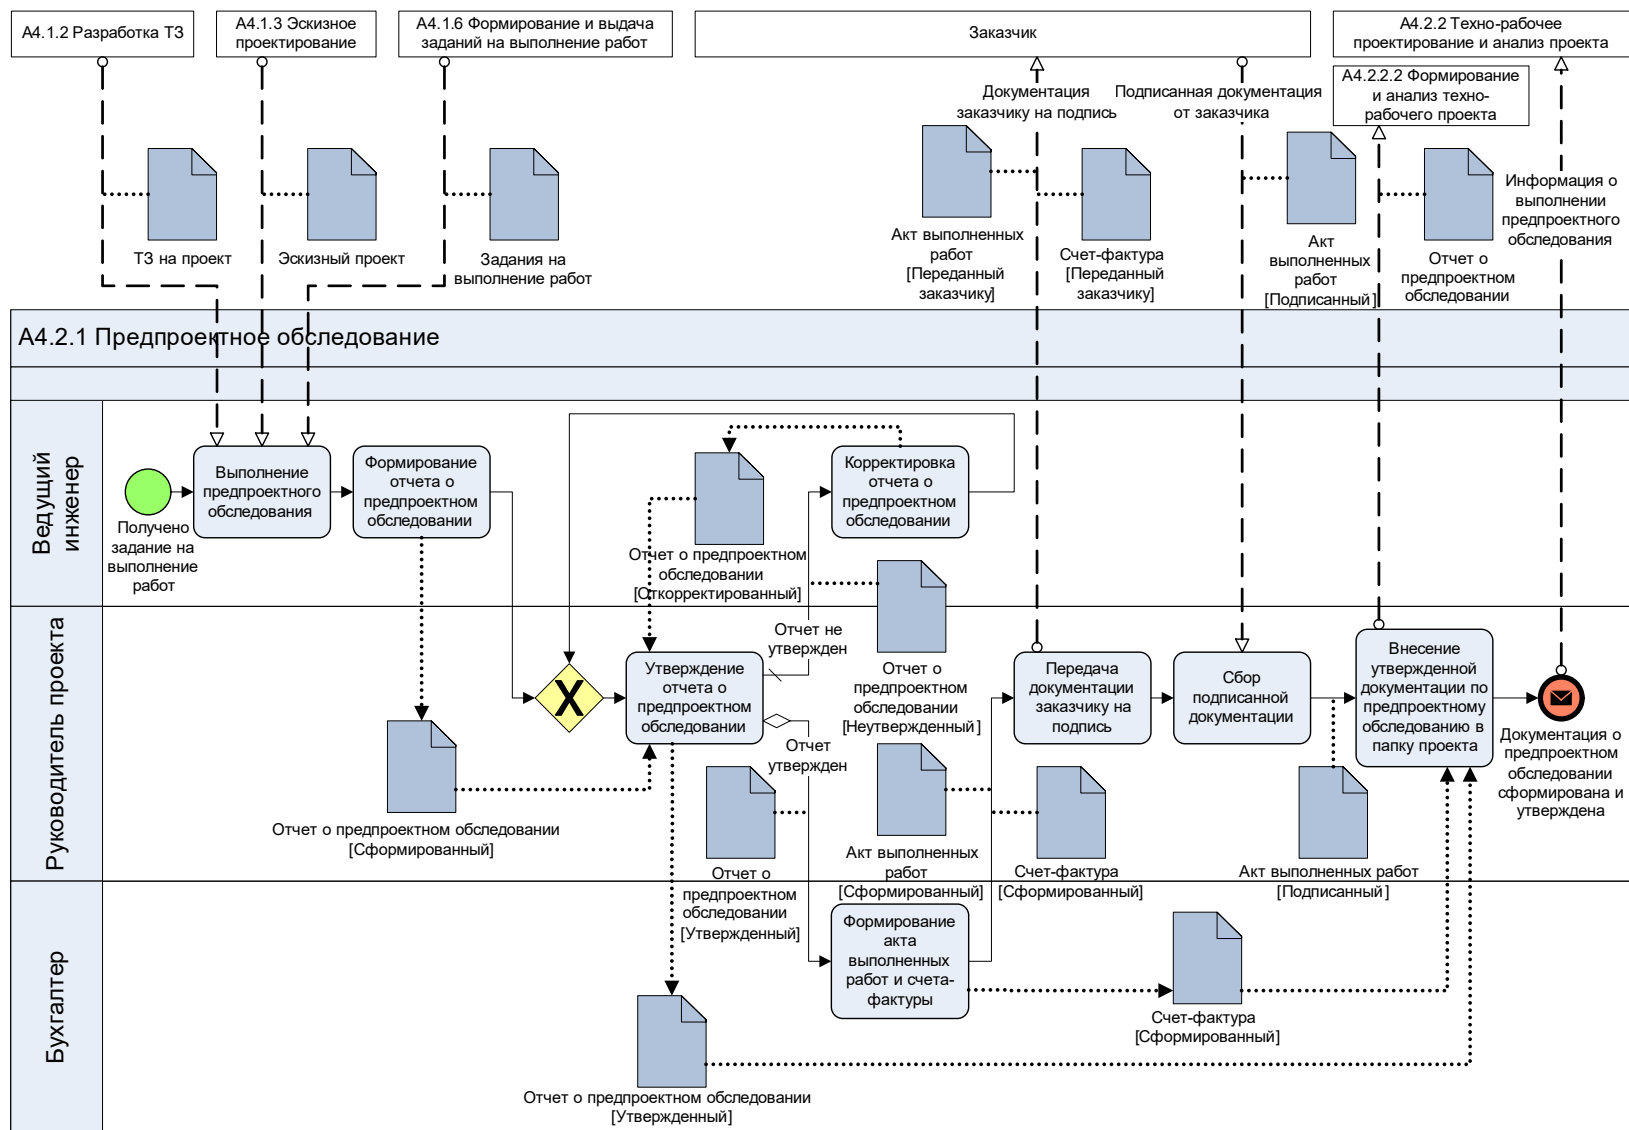 А4.1.2 Разработка ТЗ
А4.1.3 Эскизное
проектирование
А4.1.6 Формирование и выдача
заданий на выполнение работ
Заказчик
А4.2.2 Техно-рабочее
проектирование и анализ проекта
А4.2.2.2 Формирование
и анализ техно-
рабочего проекта
Документация
заказчику на подпись
Подписанная документация
от заказчика
Информация о
выполнении
предпроектного
обследования
ТЗ на проект
Эскизный проект
Задания на
выполнение работ
Акт выполненных
работ
[Переданный
заказчику]
Счет-фактура
[Переданный
заказчику]
Акт
выполненных
работ
[Подписанный]
Отчет о
предпроектном
обследовании
А4.2.1 Предпроектное обследование
Ведущий
инженер
Получено
задание на
выполнение
работ
Выполнение
предпроектного
обследования
Формирование
отчета о
предпроектном
обследовании
Отчет о предпроектном
обследовании
[Откорректированный]
Корректировка
отчета о
предпроектном
обследовании
Руководитель проекта
Отчет не
утвержден
Отчет о
предпроектном
обследовании
[Неутвержденный]
Утверждение
отчета о
предпроектном
обследовании
Отчет
утвержден
Передача
документации
заказчику на
подпись
Сбор
подписанной
документации
Внесение
утвержденной
документации по
предпроектному
обследованию в
папку проекта
Документация о
предпроектном
обследовании
сформирована и
утверждена
Отчет о предпроектном обследовании
[Сформированный]
Отчет о
предпроектном
обследовании
[Утвержденный]
Акт выполненных
работ
[Сформированный]
Счет-фактура
[Сформированный]
Акт выполненных работ
[Подписанный]
Бухгалтер
Формирование
акта
выполненных
работ и счета-
фактуры
Счет-фактура
[Сформированный]
Отчет о предпроектном обследовании
[Утвержденный]